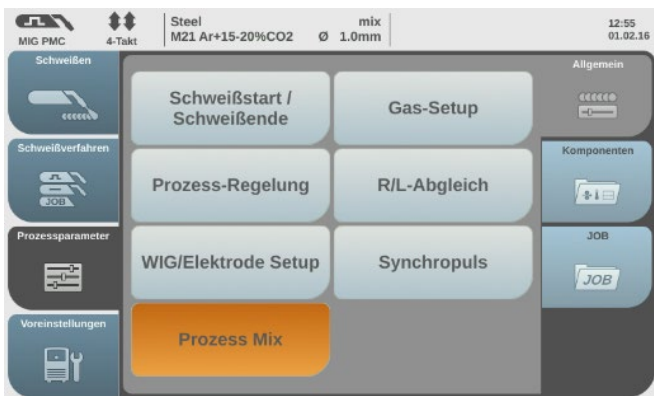 MIG PMC
4-Takt
Steel mix
M21 Ar+15-20%CO2 Ø 1.0mm
12:55
01.02.16
Schweißen
Schweißverfahren
JOB
Prozessparameter
Voreinstellungen
Schweißstart /
Schweißende
Gas-Setup
Prozess-Regelung
R/L-Abgleich
WIG/Elektrode Setup
Synchropuls
Prozess Mix
Allgemein
Komponenten
JOB
JOB